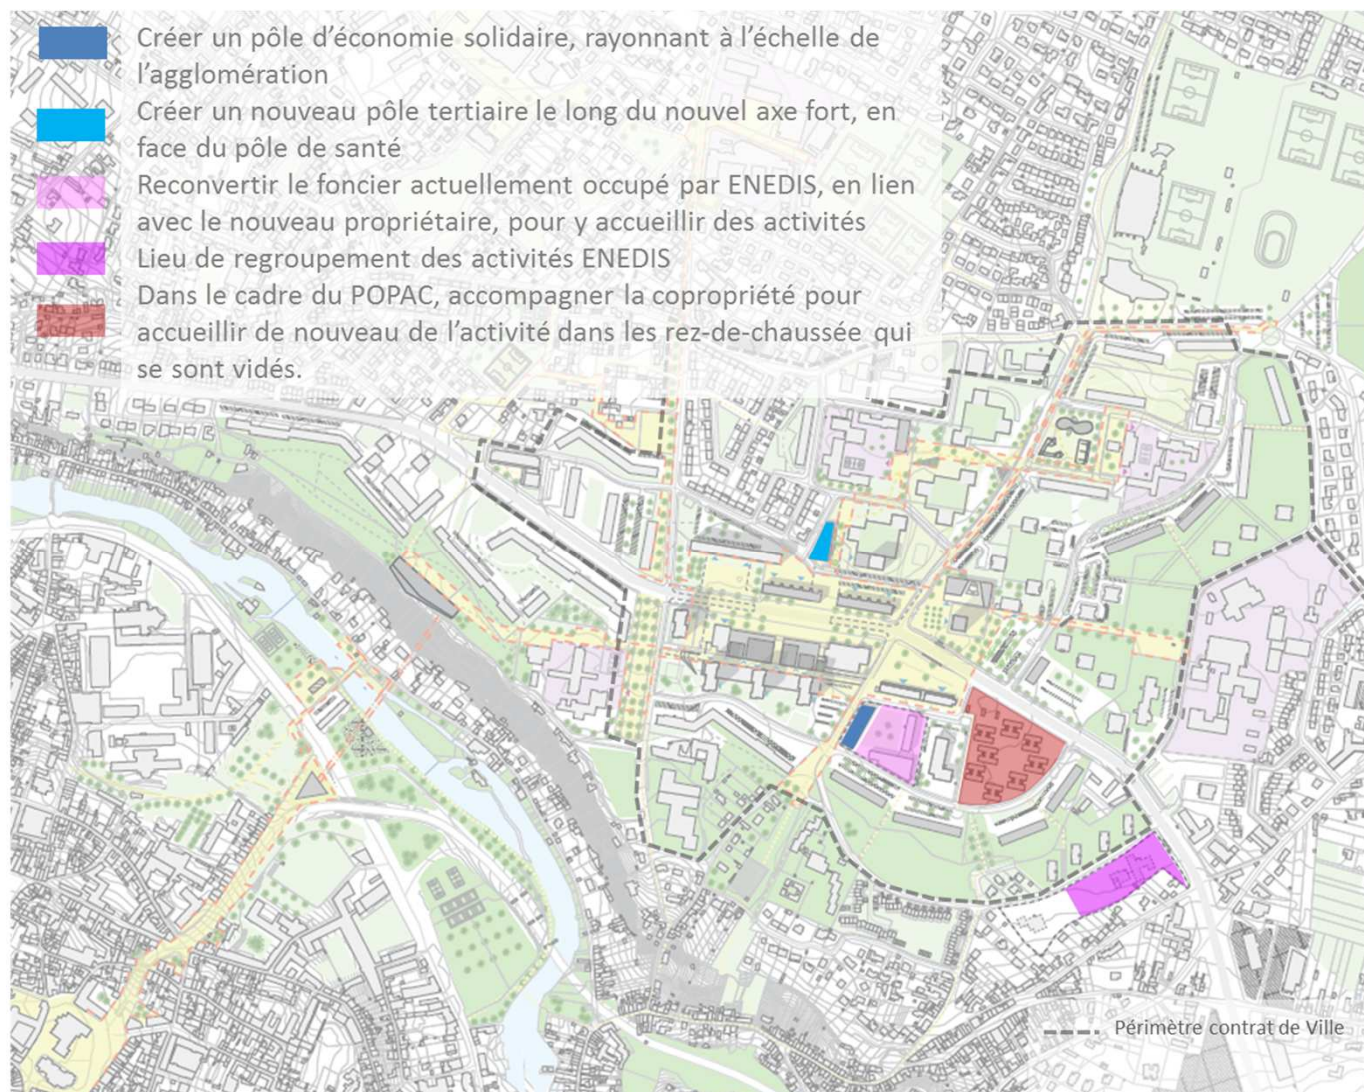 Créer un pôle d’économie solidaire, rayonnant à l’échelle de
l’agglomération
Créer un nouveau pôle tertiaire le long du nouvel axe fort, en
face du pôle de santé
Reconvertir le foncier actuellement occupé par ENEDIS, en lien
avec le nouveau propriétaire, pour y accueillir des activités
Lieu de regroupement des activités ENEDIS
Dans le cadre du POPAC, accompagner la copropriété pour
accueillir de nouveau de l’activité dans les rez-de-chaussée qui
se sont vidés.
Périmètre contrat de Ville